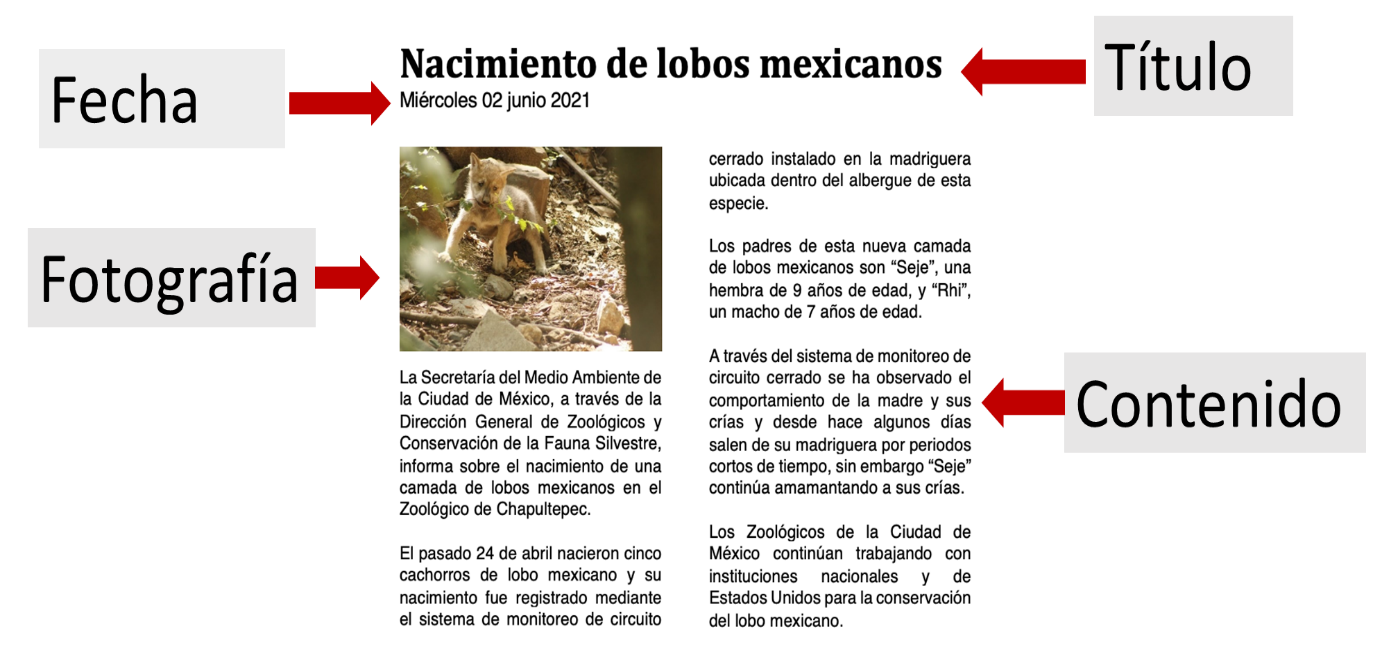 Fecha
Nacimiento de lobos mexicanos
Título
Miércoles 02 junio 2021
Fotografía
La Secretaría del Medio Ambiente de
la Ciudad de México, a través de la
Dirección General de Zoológicos y
Conservación de la Fauna Silvestre,
informa sobre el nacimiento de una
camada de lobos mexicanos en el
Zoológico de Chapultepec.
El pasado 24 de abril nacieron cinco
cachorros de lobo mexicano y su
nacimiento fue registrado mediante
el sistema de monitoreo de circuito
cerrado instalado en la madriguera
ubicada dentro del albergue de esta
especie.
Los padres de esta nueva camada
de lobos mexicanos son “Seje”, una
hembra de 9 años de edad, y “Rhi”,
un macho de 7 años de edad.
A través del sistema de monitoreo de
circuito cerrado se ha observado el
comportamiento de la madre y sus
crías y desde hace algunos días
salen de su madriguera por periodos
cortos de tiempo, sin embargo “Seje”
continúa amamantando a sus crías.
Los Zoológicos de la Ciudad de
México continúan trabajando con
instituciones nacionales y de
Estados Unidos para la conservación
del lobo mexicano.
Contenido